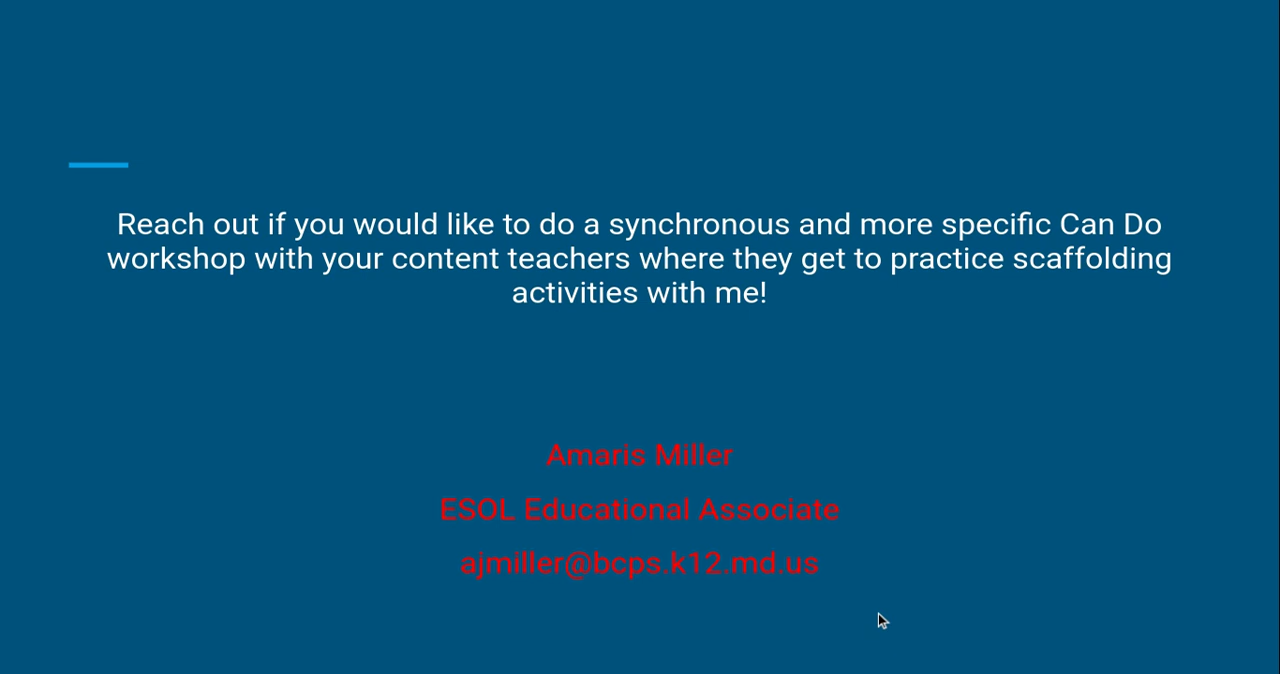 Reach out if you would like to do a synchronous and more specific Can Do
workshop with your content teachers where they get to practice scaffolding
activities with me!
Amaris Miller
ESOL Educational Associate
ajmiller@bcps.k12.md.us